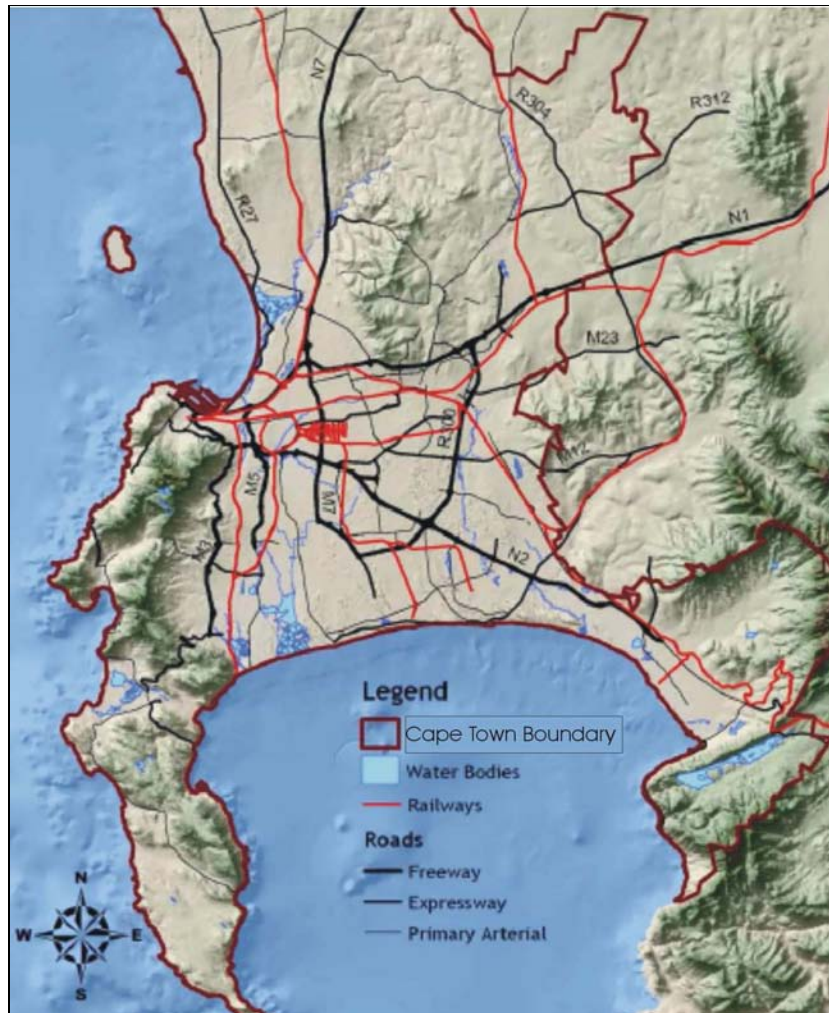 N7
R304
R312
R27
N1
M23
R300
M12
M5
M7
M3
N2
Legend
Cape Town Boundary
Water Bodies
Railways
Roads
Freeway
Expressway
Primary Arterial
N
W E
S